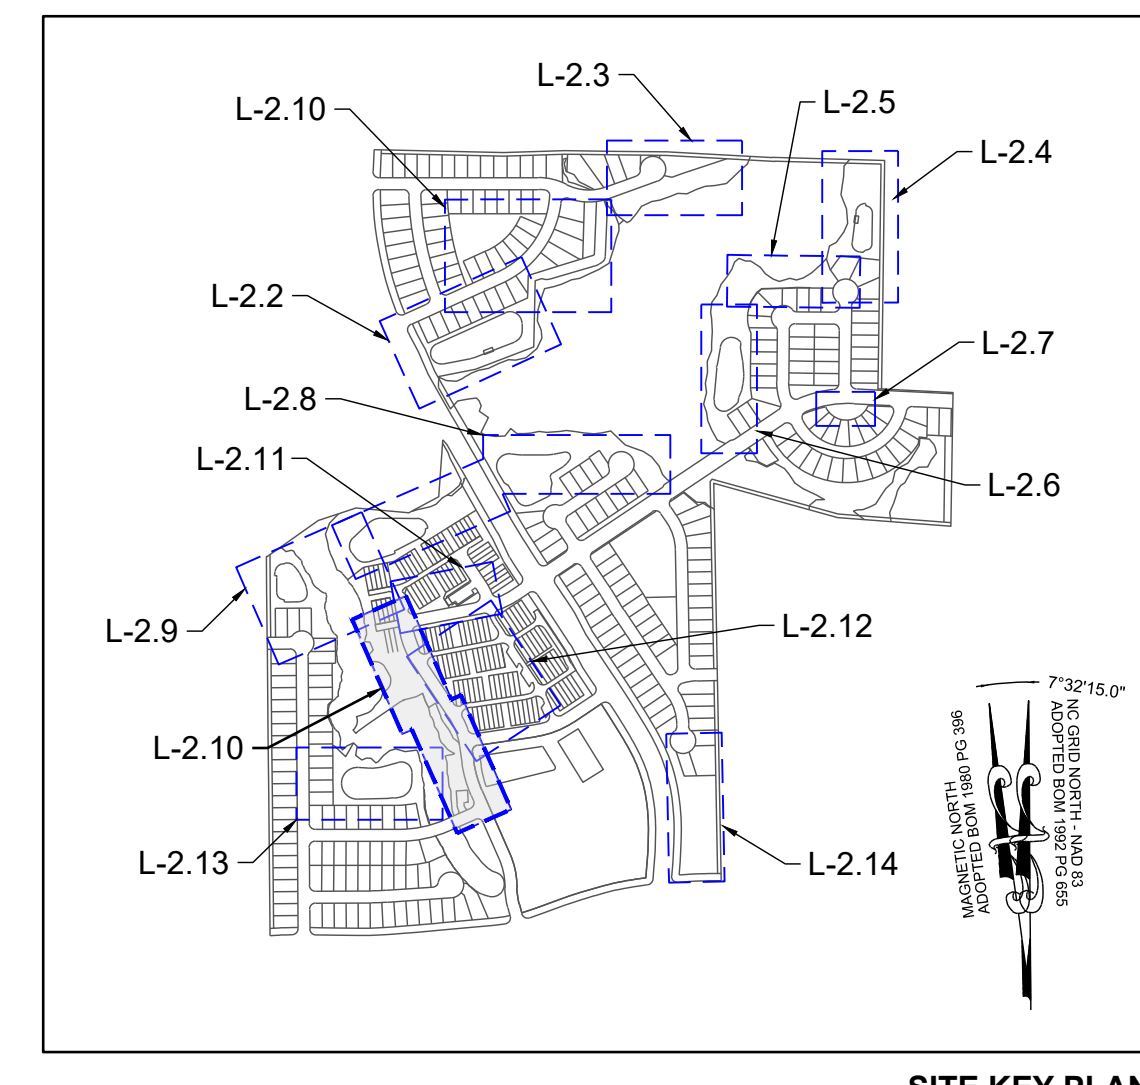 L-2.3
L-2.5
L-2.10
L-2.4
L-2.2
L-2.7
L-2.8
L-2.11
L-2.6
L-2.9
L-2.12
L-2.10
L-2.13
L-2.14
7°32'15.0"
MAGNETIC NORTH
ADOPTED BOM 1980 PG 396
NC GRID NORTH - NAD 83
ADOPTED BOM 1992 PG 655
SITE KEY PLAN